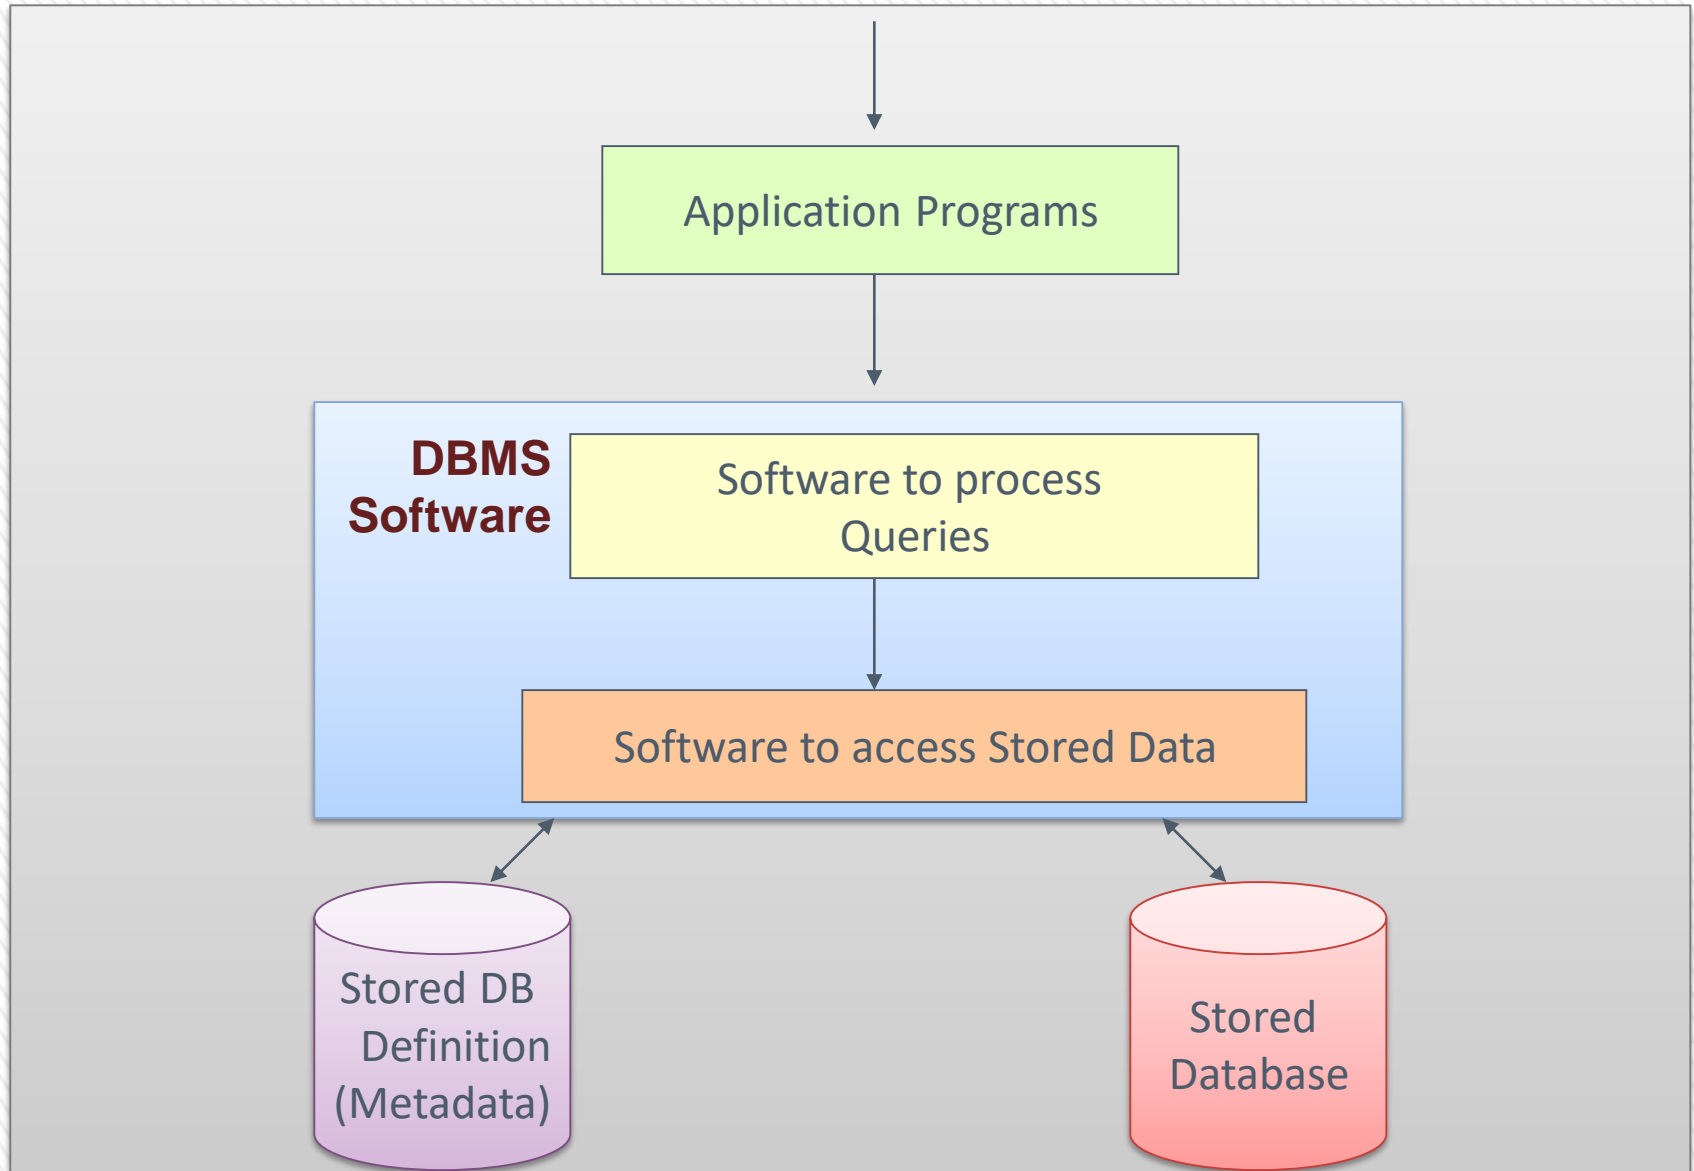 Application Programs
DBMS
Software
Software to process
Queries
Software to access Stored Data
Stored DB
Definition
(Metadata)
Stored
Database